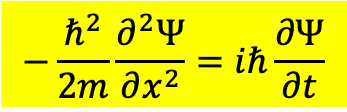 −ħ²/2m ∂²Ψ/∂x² = iħ ∂Ψ/∂t